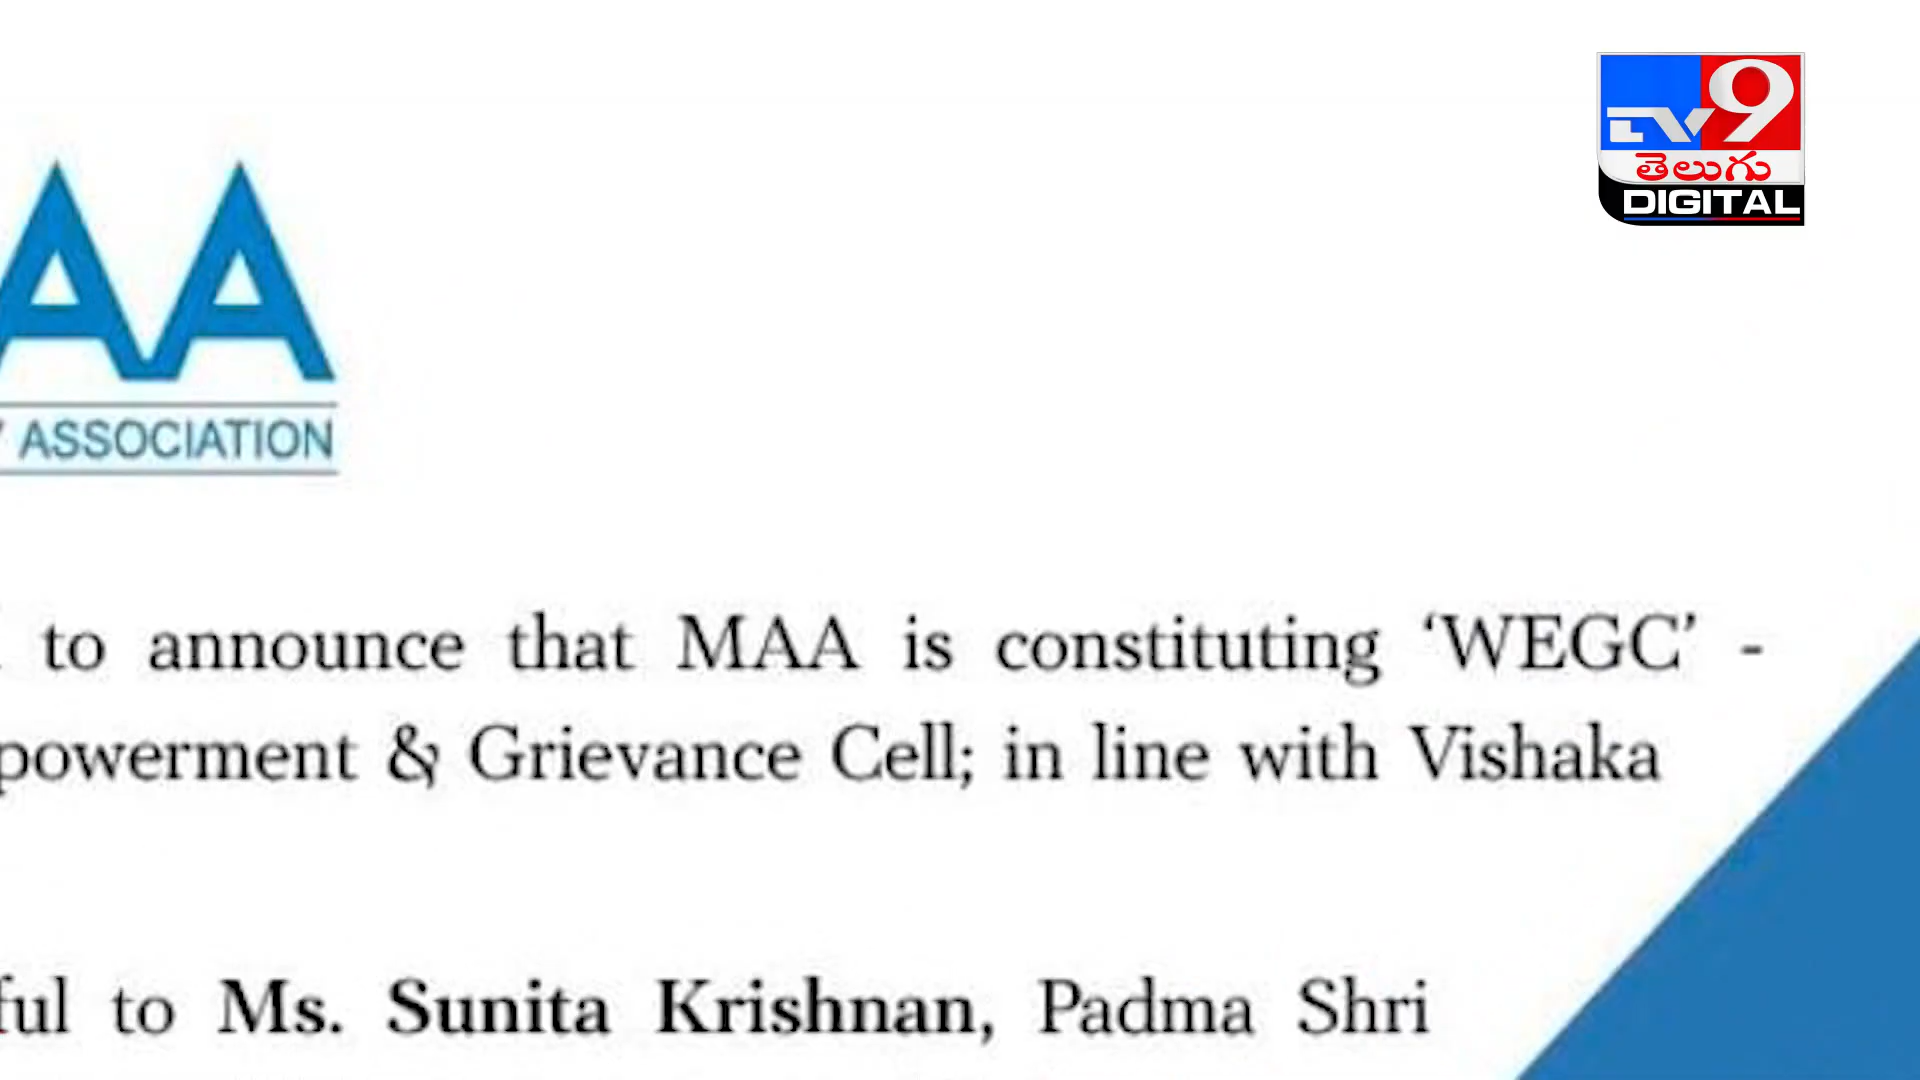 TV9
తెలుగు
DIGITAL
AA
ASSOCIATION
to announce that MAA is constituting ‘WEGC’ -
powerment & Grievance Cell; in line with Vishaka
ful to Ms. Sunita Krishnan, Padma Shri